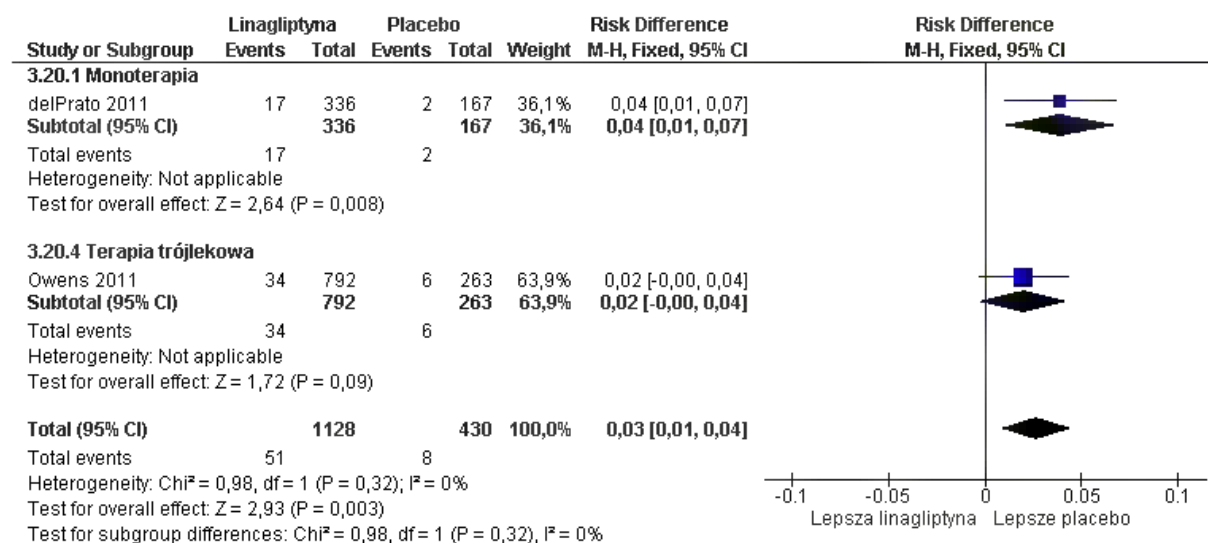 Linagliptyna Placebo Risk Difference Risk Difference
Study or Subgroup Events Total Events Total Weight M-H, Fixed, 95% CI M-H, Fixed, 95% CI
3.20.1 Monoterapia
delPrato 2011 17 336 2 167 36,1% 0,04 [0,01, 0,07]
Subtotal (95% CI) 336 167 36,1% 0,04 [0,01, 0,07]
Total events 17 2
Heterogeneity: Not applicable
Test for overall effect: Z = 2,64 (P = 0,008)
3.20.4 Terapia trójlekowa
Owens 2011 34 792 6 263 63,9% 0,02 [-0,00, 0,04]
Subtotal (95% CI) 792 263 63,9% 0,02 [-0,00, 0,04]
Total events 34 6
Heterogeneity: Not applicable
Test for overall effect: Z = 1,72 (P = 0,09)
Total (95% CI) 1128 430 100,0% 0,03 [0,01, 0,04]
Total events 51 8
Heterogeneity: Chi² = 0,98, df = 1 (P = 0,32); I² = 0%
Test for overall effect: Z = 2,93 (P = 0,003)
Test for subgroup differences: Chi² = 0,98, df = 1 (P = 0,32), I² = 0%
-0.1 -0.05 0 0.05 0.1
Lepsza linagliptyna Lepsze placebo